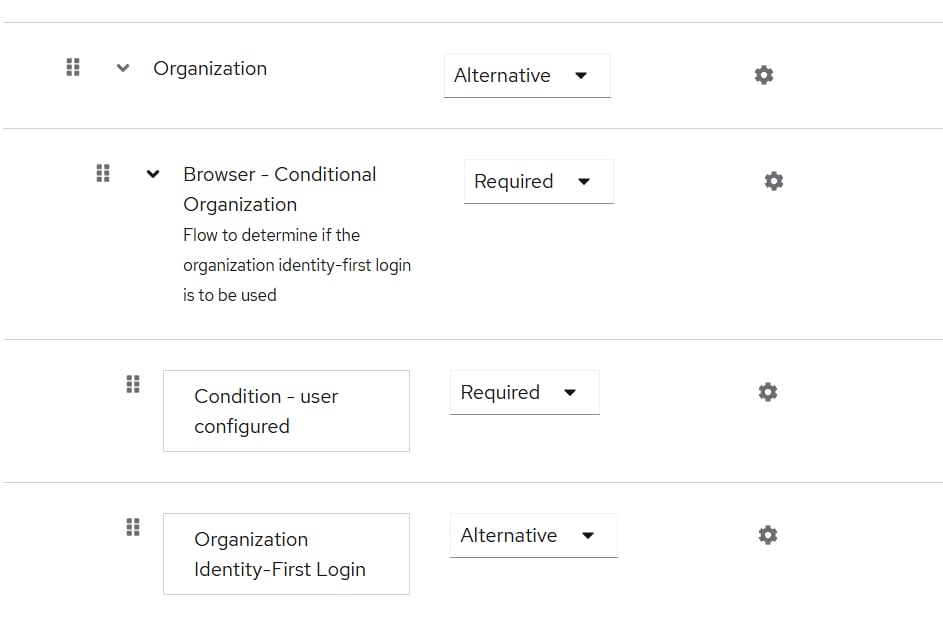 Organization
Alternative
Browser - Conditional
Organization
Required
Flow to determine if the
organization identity-first login
is to be used
Condition - user
configured
Required
Organization
Identity-First Login
Alternative